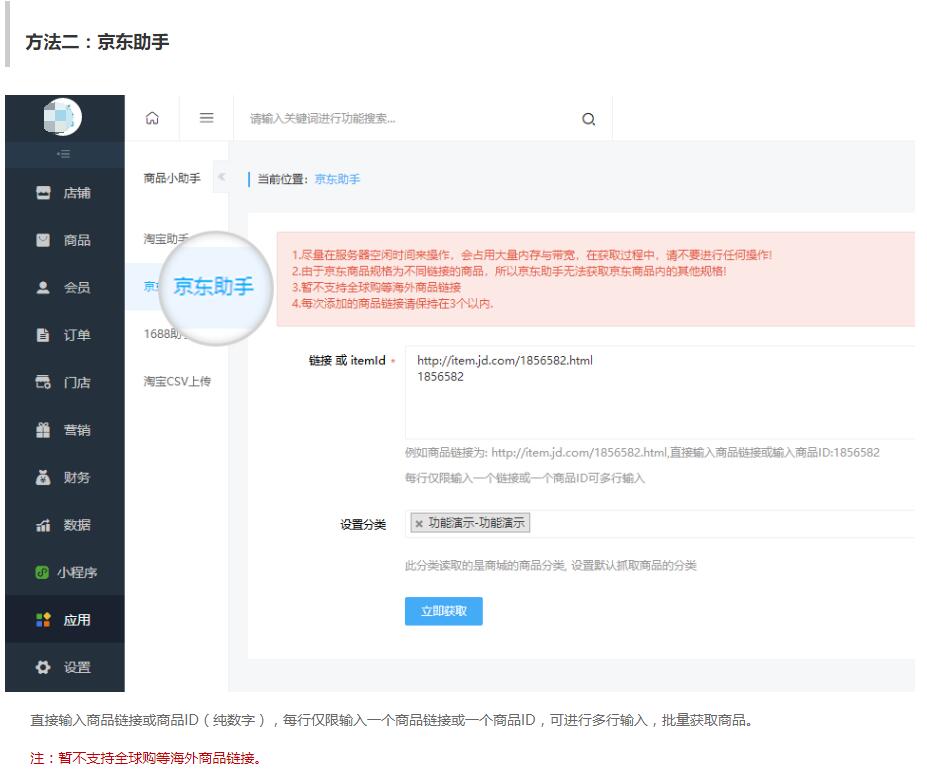 方法二：京东助手
请输入关键词进行功能搜索...
商品小助手
当前位置：京东助手
店铺
商品
会员
订单
门店
营销
财务
数据
小程序
应用
设置
淘宝助手
京东助手
1688助
淘宝CSV上传
1.尽量在服务器空闲时间来操作，会占用大量内存与带宽，在获取过程中，请不要进行任何操作!
2.由于京东商品规格为不同链接的商品，所以京东助手无法获取京东商品内的其他规格!
3.暂不支持全球购等海外商品链接
4.每次添加的商品链接请保持在3个以内.
链接 或 itemId *
http://item.jd.com/1856582.html
1856582
例如商品链接为: http://item.jd.com/1856582.html,直接输入商品链接或输入商品ID:1856582
每行仅限输入一个链接或一个商品ID可多行输入
设置分类
× 功能演示-功能演示
此分类读取的是商城的商品分类, 设置默认抓取商品的分类
立即获取
直接输入商品链接或商品ID（纯数字），每行仅限输入一个商品链接或一个商品ID，可进行多行输入，批量获取商品。
注：暂不支持全球购等海外商品链接。